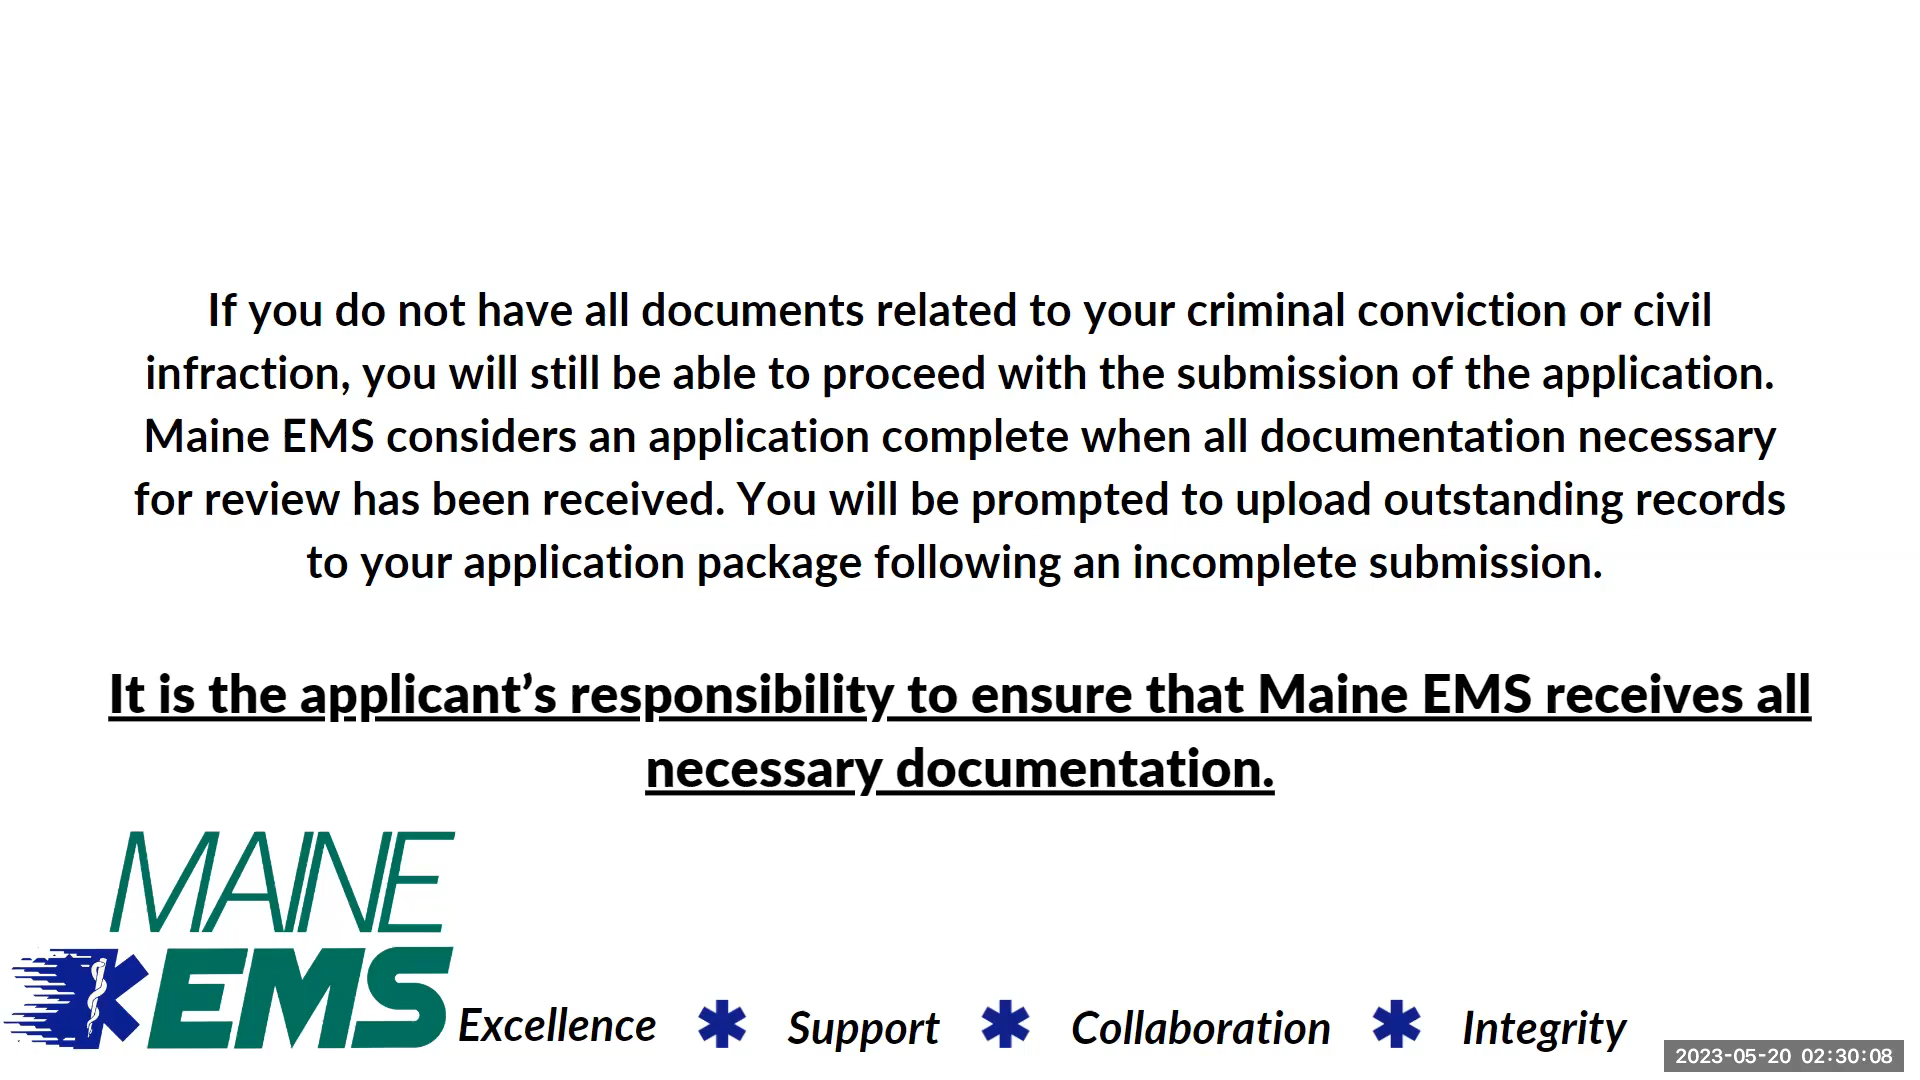 If you do not have all documents related to your criminal conviction or civil
infraction, you will still be able to proceed with the submission of the application.
Maine EMS considers an application complete when all documentation necessary
for review has been received. You will be prompted to upload outstanding records
to your application package following an incomplete submission.
It is the applicant’s responsibility to ensure that Maine EMS receives all
necessary documentation.
MAINE
EMS
Excellence Support Collaboration Integrity
2023-05-20 02:30:08